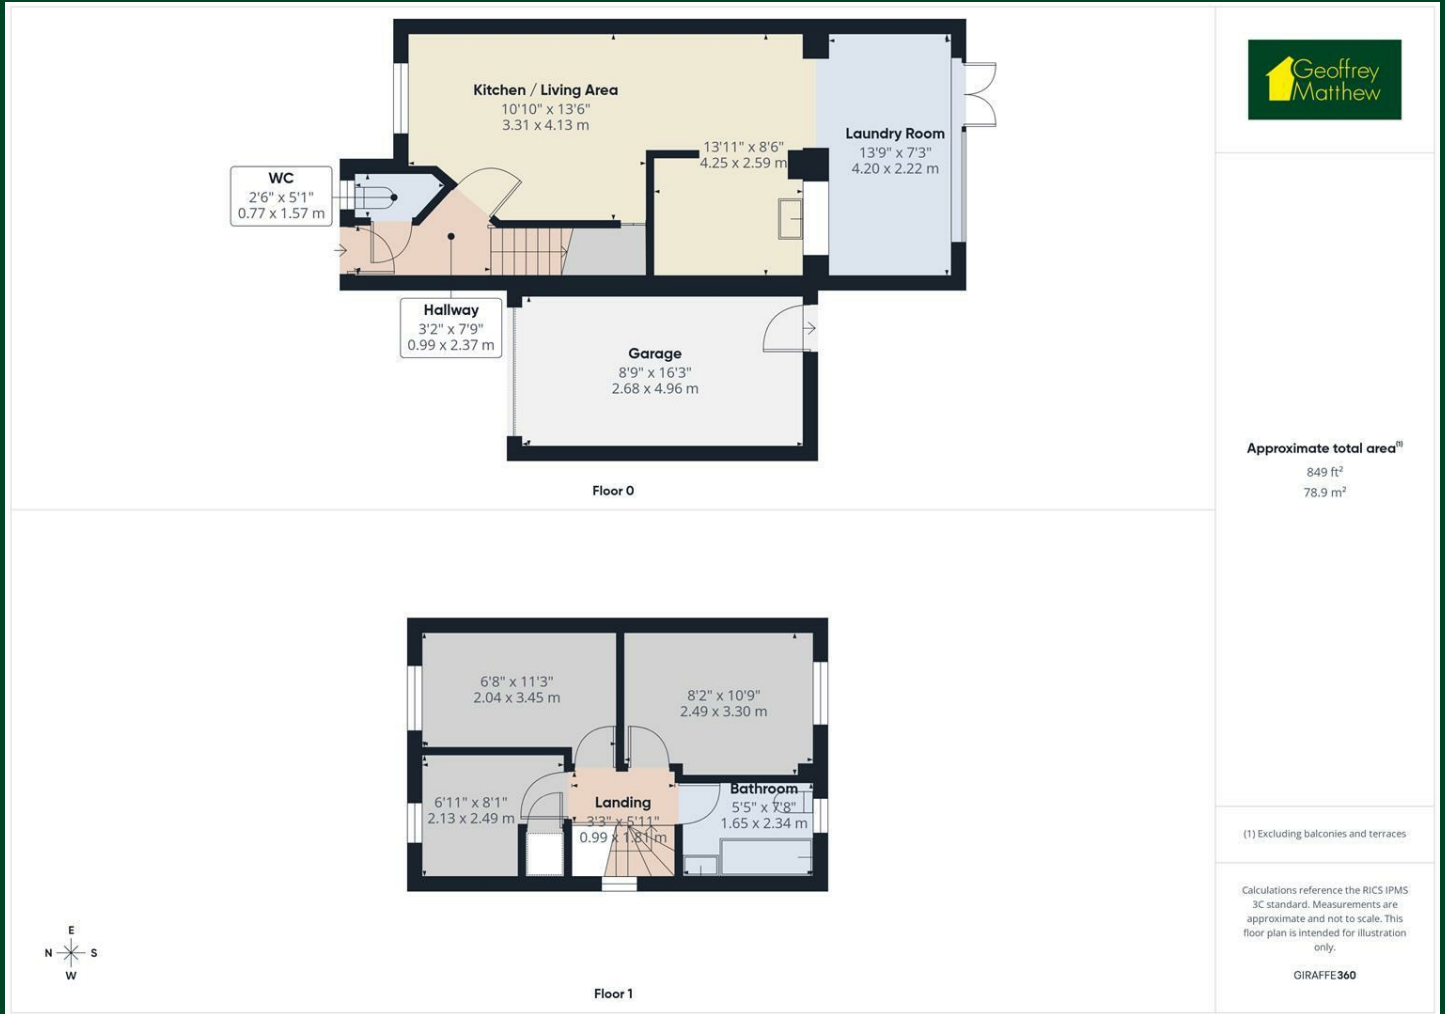 Kitchen / Living Area
10'10" x 13'6"
3.31 x 4.13 m
13'11" x 8'6"
4.25 x 2.59 m
Laundry Room
13'9" x 7'3"
4.20 x 2.22 m
WC
2'6" x 5'1"
0.77 x 1.57 m
Hallway
3'2" x 7'9"
0.99 x 2.37 m
Garage
8'9" x 16'3"
2.68 x 4.96 m
Floor 0
6'8" x 11'3"
2.04 x 3.45 m
8'2" x 10'9"
2.49 x 3.30 m
6'11" x 8'1"
2.13 x 2.49 m
Landing
3'3" x 5'11"
0.99 x 1.81 m
Bathroom
5'5" x 7'8"
1.65 x 2.34 m
E
N S
W
Floor 1
Geoffrey
Matthew
Approximate total area(1)
849 ft²
78.9 m²
(1) Excluding balconies and terraces
Calculations reference the RICS IPMS
3C standard. Measurements are
approximate and not to scale. This
floor plan is intended for illustration
only.
GIRAFFE360